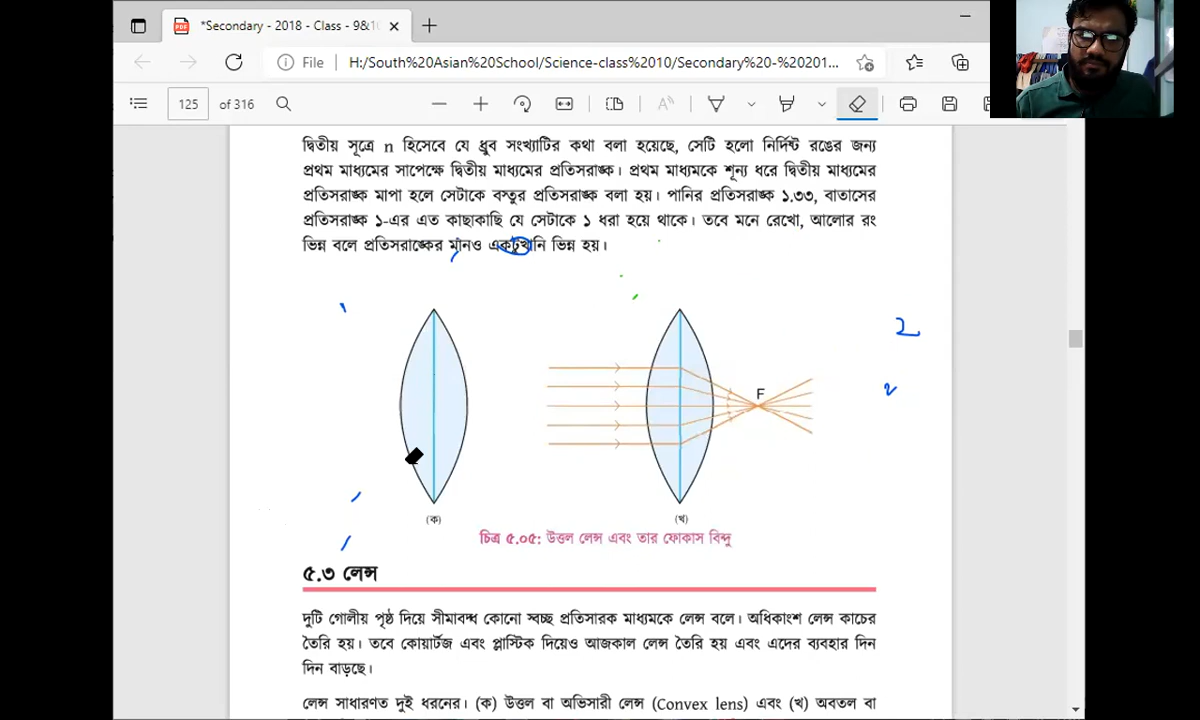 *Secondary - 2018 - Class - 9&10
File H:/South%20Asian%20School/Science-class%2010/Secondary%20-%20201...
125 of 316
দ্বিতীয় সূত্রে n হিসেবে যে ধ্রুব সংখ্যাটির কথা বলা হয়েছে, সেটি হলো নির্দিষ্ট রঙের জন্য
প্রথম মাধ্যমের সাপেক্ষে দ্বিতীয় মাধ্যমের প্রতিসরাঙ্ক। প্রথম মাধ্যমকে শূন্য ধরে দ্বিতীয় মাধ্যমের
প্রতিসরাঙ্ক মাপা হলে সেটাকে বস্তুর প্রতিসরাঙ্ক বলা হয়। পানির প্রতিসরাঙ্ক ১.৩৩, বাতাসের
প্রতিসরাঙ্ক ১-এর এত কাছাকাছি যে সেটাকে ১ ধরা হয়ে থাকে। তবে মনে রেখো, আলোর রং
ভিন্ন বলে প্রতিসরাঙ্কের মানও একটুখানি ভিন্ন হয়।
F
(ক) (খ)
চিত্র ৫.০৫: উত্তল লেন্স এবং তার ফোকাস বিন্দু
৫.৩ লেন্স
দুটি গোলীয় পৃষ্ঠ দিয়ে সীমাবদ্ধ কোনো স্বচ্ছ প্রতিসারক মাধ্যমকে লেন্স বলে। অধিকাংশ লেন্স কাচের
তৈরি হয়। তবে কোয়ার্টজ এবং প্লাস্টিক দিয়েও আজকাল লেন্স তৈরি হয় এবং এদের ব্যবহার দিন
দিন বাড়ছে।
লেন্স সাধারণত দুই ধরনের। (ক) উত্তল বা অভিসারী লেন্স (Convex lens) এবং (খ) অবতল বা